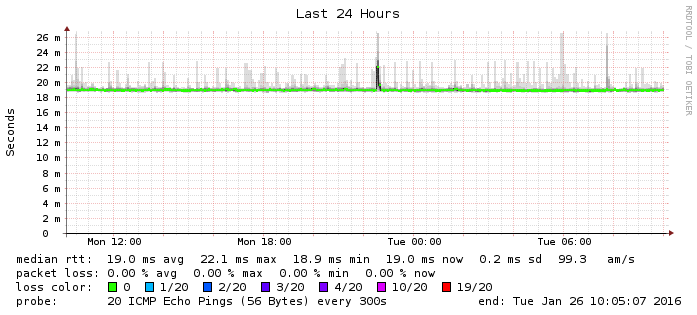 Last 24 Hours
RRDTOOL / TOBI OETIKER
Seconds
26 m
24 m
22 m
20 m
18 m
16 m
14 m
12 m
10 m
8 m
6 m
4 m
2 m
0
Mon 12:00 Mon 18:00 Tue 00:00 Tue 06:00
median rtt: 19.0 ms avg 22.1 ms max 18.9 ms min 19.0 ms now 0.2 ms sd 99.3 am/s
packet loss: 0.00 % avg 0.00 % max 0.00 % min 0.00 % now
loss color: 0 1/20 2/20 3/20 4/20 10/20 19/20
probe: 20 ICMP Echo Pings (56 Bytes) every 300s end: Tue Jan 26 10:05:07 2016